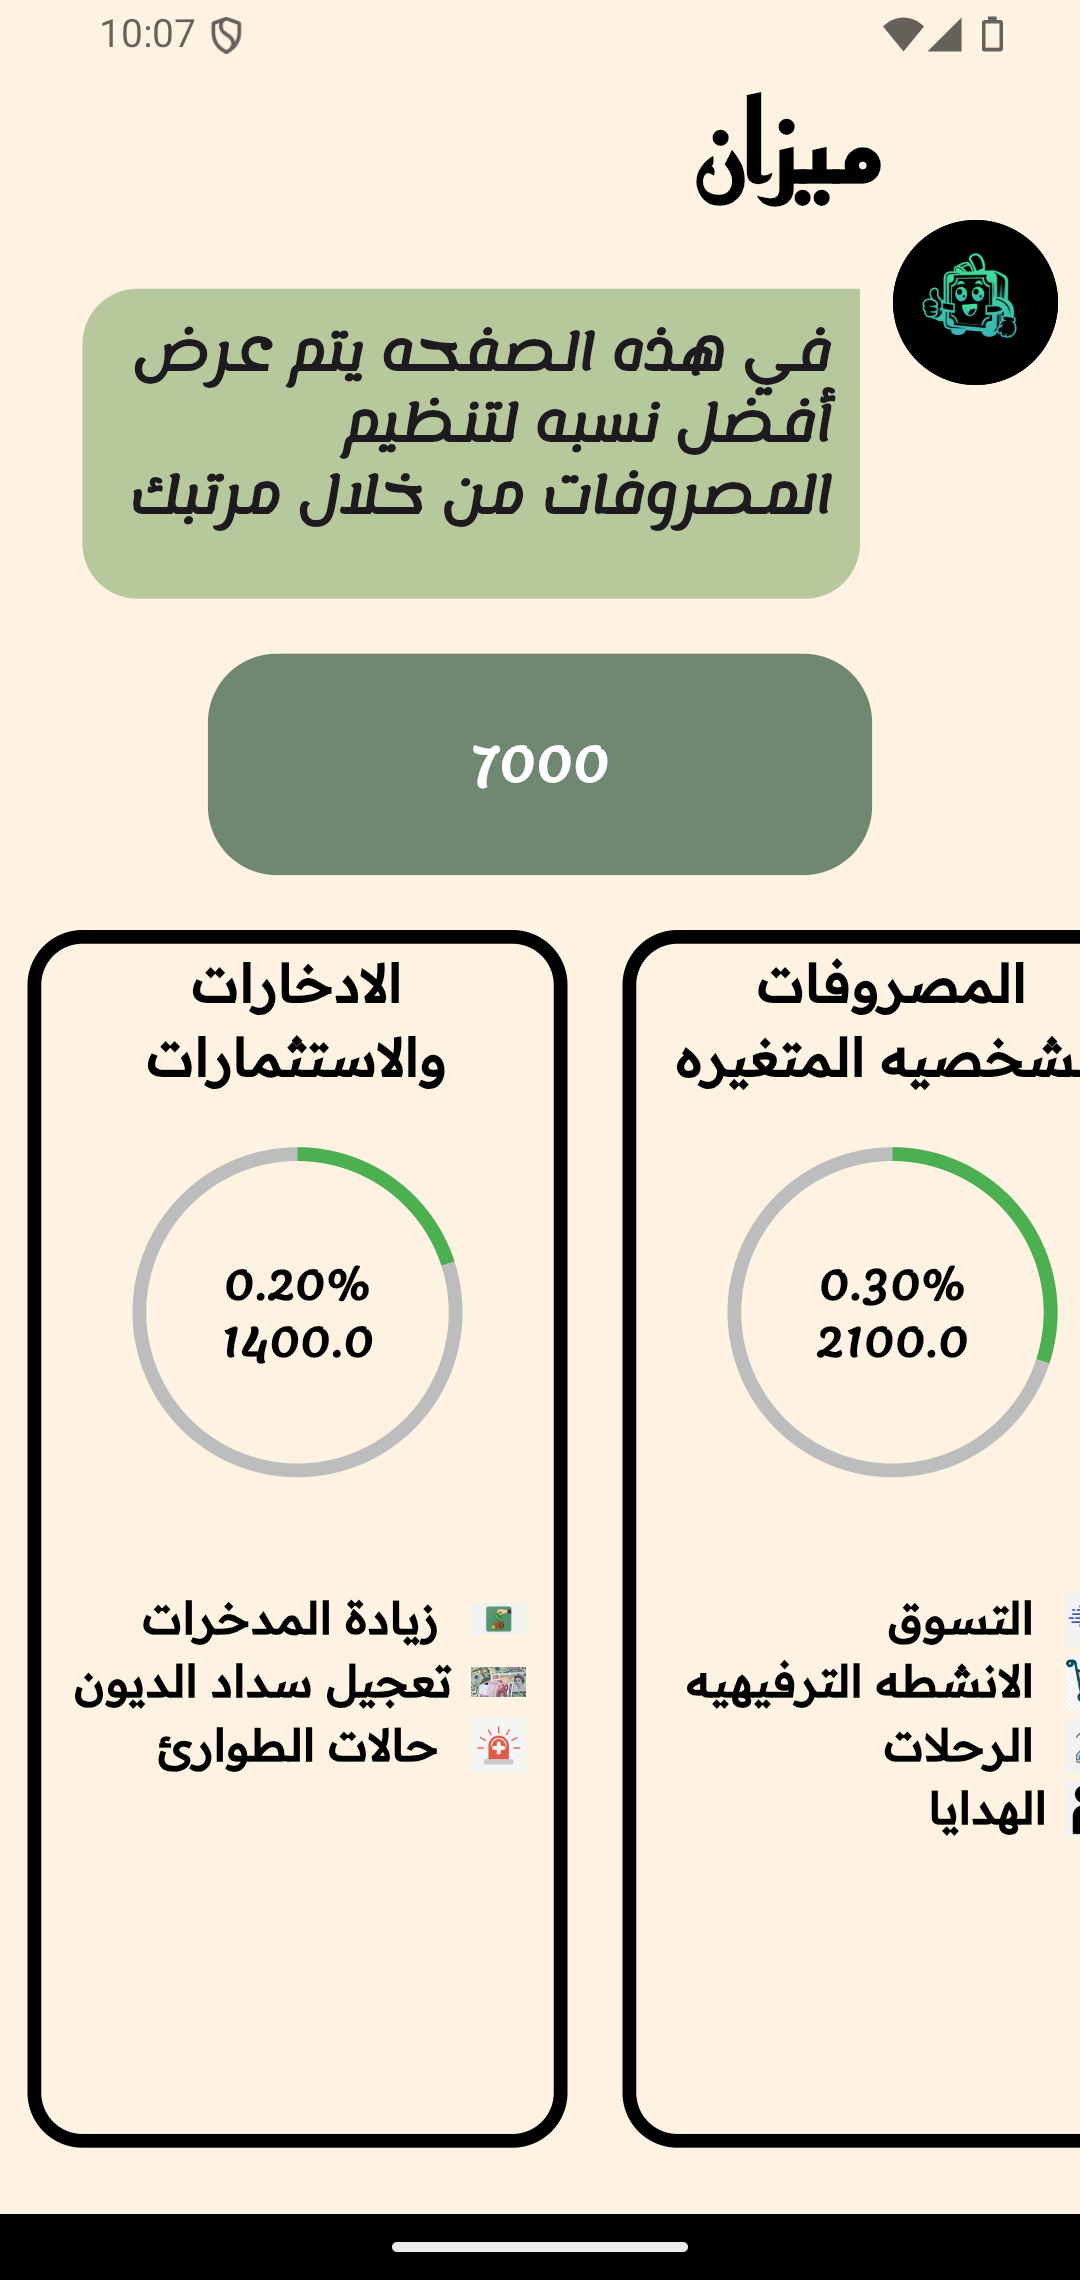 10:07
ميزان
في هذه الصفحه يتم عرض
أفضل نسبه لتنظيم
المصروفات من خلال مرتبك
7000
الادخارات
والاستثمارات
0.20%
1400.0
زيادة المدخرات
تعجيل سداد الديون
حالات الطوارئ
المصروفات
شخصيه المتغيره
0.30%
2100.0
التسوق
الانشطه الترفيهيه
الرحلات
الهدايا